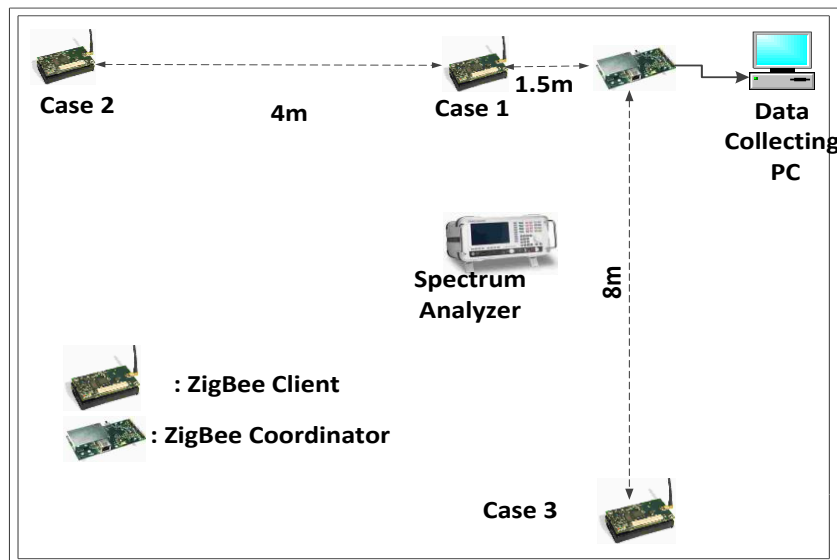 Case 2
4m
Case 1
1.5m
Data
Collecting
PC
Spectrum
Analyzer
8m
: ZigBee Client
: ZigBee Coordinator
Case 3